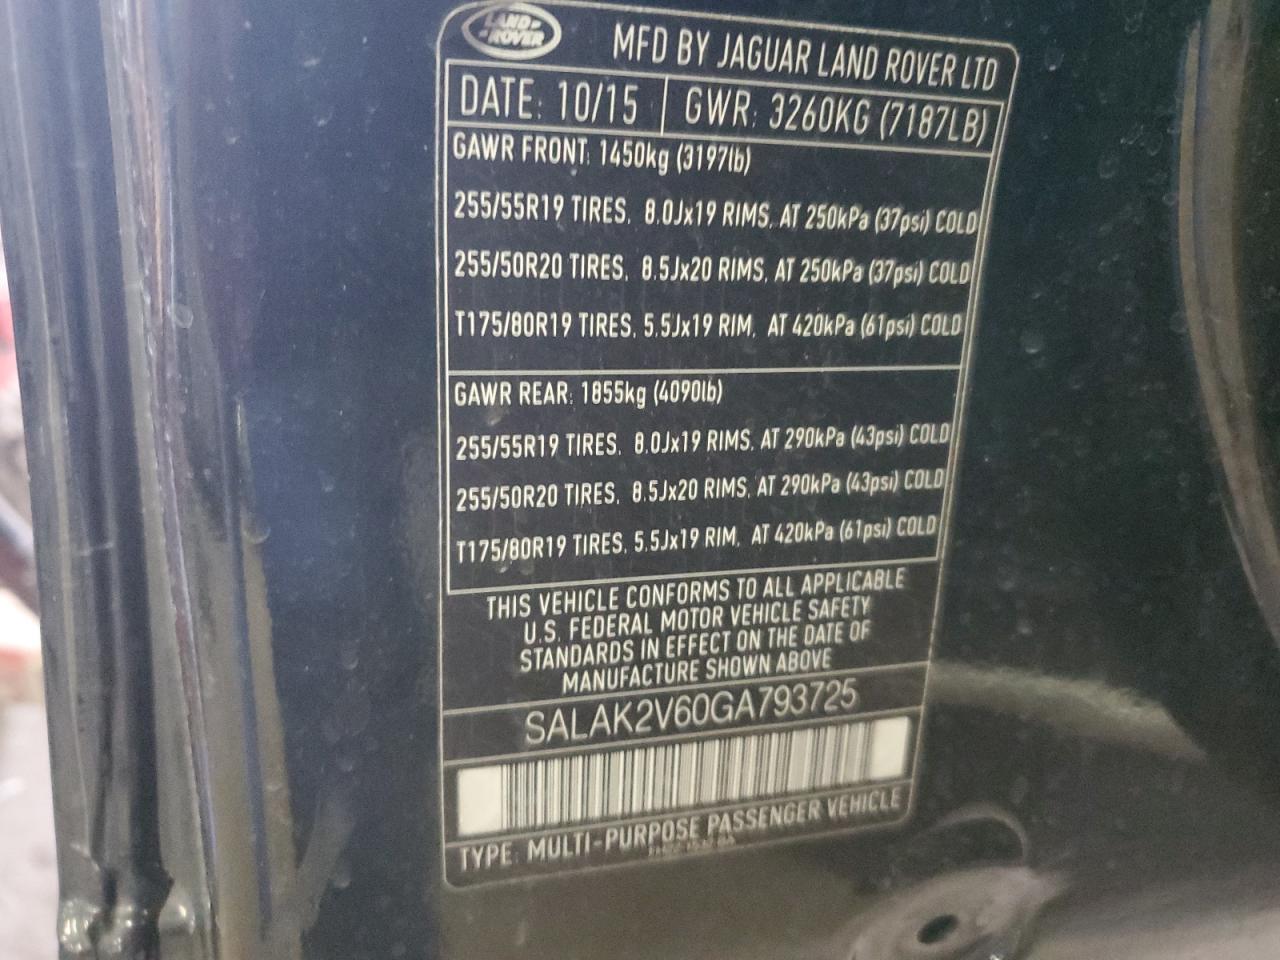 LAND-
-ROVER
MFD BY JAGUAR LAND ROVER LTD
DATE: 10/15 GWR: 3260KG (7187LB)
GAWR FRONT: 1450kg (3197lb)
255/55R19 TIRES, 8.0Jx19 RIMS, AT 250kPa (37psi) COLD
255/50R20 TIRES, 8.5Jx20 RIMS, AT 250kPa (37psi) COLD
T175/80R19 TIRES, 5.5Jx19 RIM, AT 420kPa (61psi) COLD
GAWR REAR: 1855kg (4090lb)
255/55R19 TIRES, 8.0Jx19 RIMS, AT 290kPa (43psi) COLD
255/50R20 TIRES, 8.5Jx20 RIMS, AT 290kPa (43psi) COLD
T175/80R19 TIRES, 5.5Jx19 RIM, AT 420kPa (61psi) COLD
THIS VEHICLE CONFORMS TO ALL APPLICABLE
U.S. FEDERAL MOTOR VEHICLE SAFETY
STANDARDS IN EFFECT ON THE DATE OF
MANUFACTURE SHOWN ABOVE
SALAK2V60GA793725
TYPE: MULTI-PURPOSE PASSENGER VEHICLE